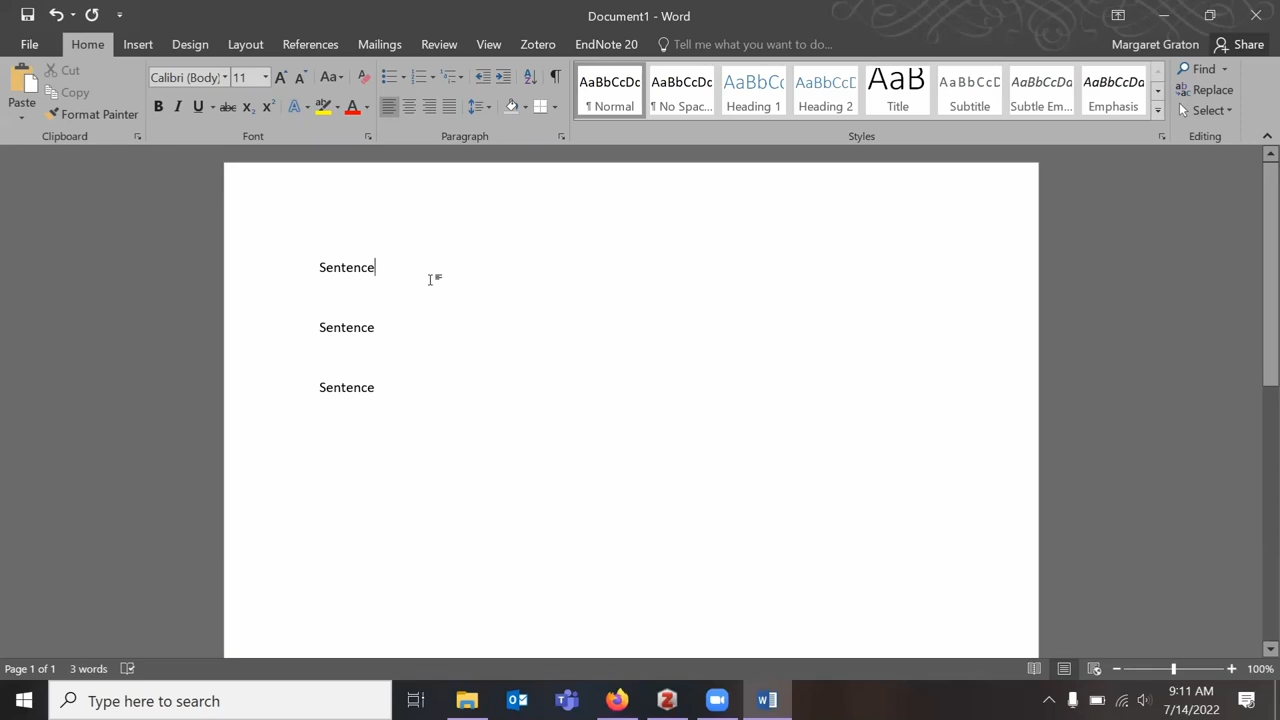 Document1 - Word
File Home Insert Design Layout References Mailings Review View Zotero EndNote 20 Tell me what you want to do... Margaret Graton Share
Paste
Cut
Copy
Format Painter
Clipboard
Calibri (Body) 11
Font
Paragraph
AaBbCcDc AaBbCcDc AaBbCc AaBbCcD AaB AaBbCcD AaBbCcDa AaBbCcDa
¶ Normal ¶ No Spac... Heading 1 Heading 2 Title Subtitle Subtle Em... Emphasis
Styles
Find
Replace
Select
Editing
Sentence
Sentence
Sentence
Page 1 of 1 3 words 100%
Type here to search
9:11 AM
7/14/2022